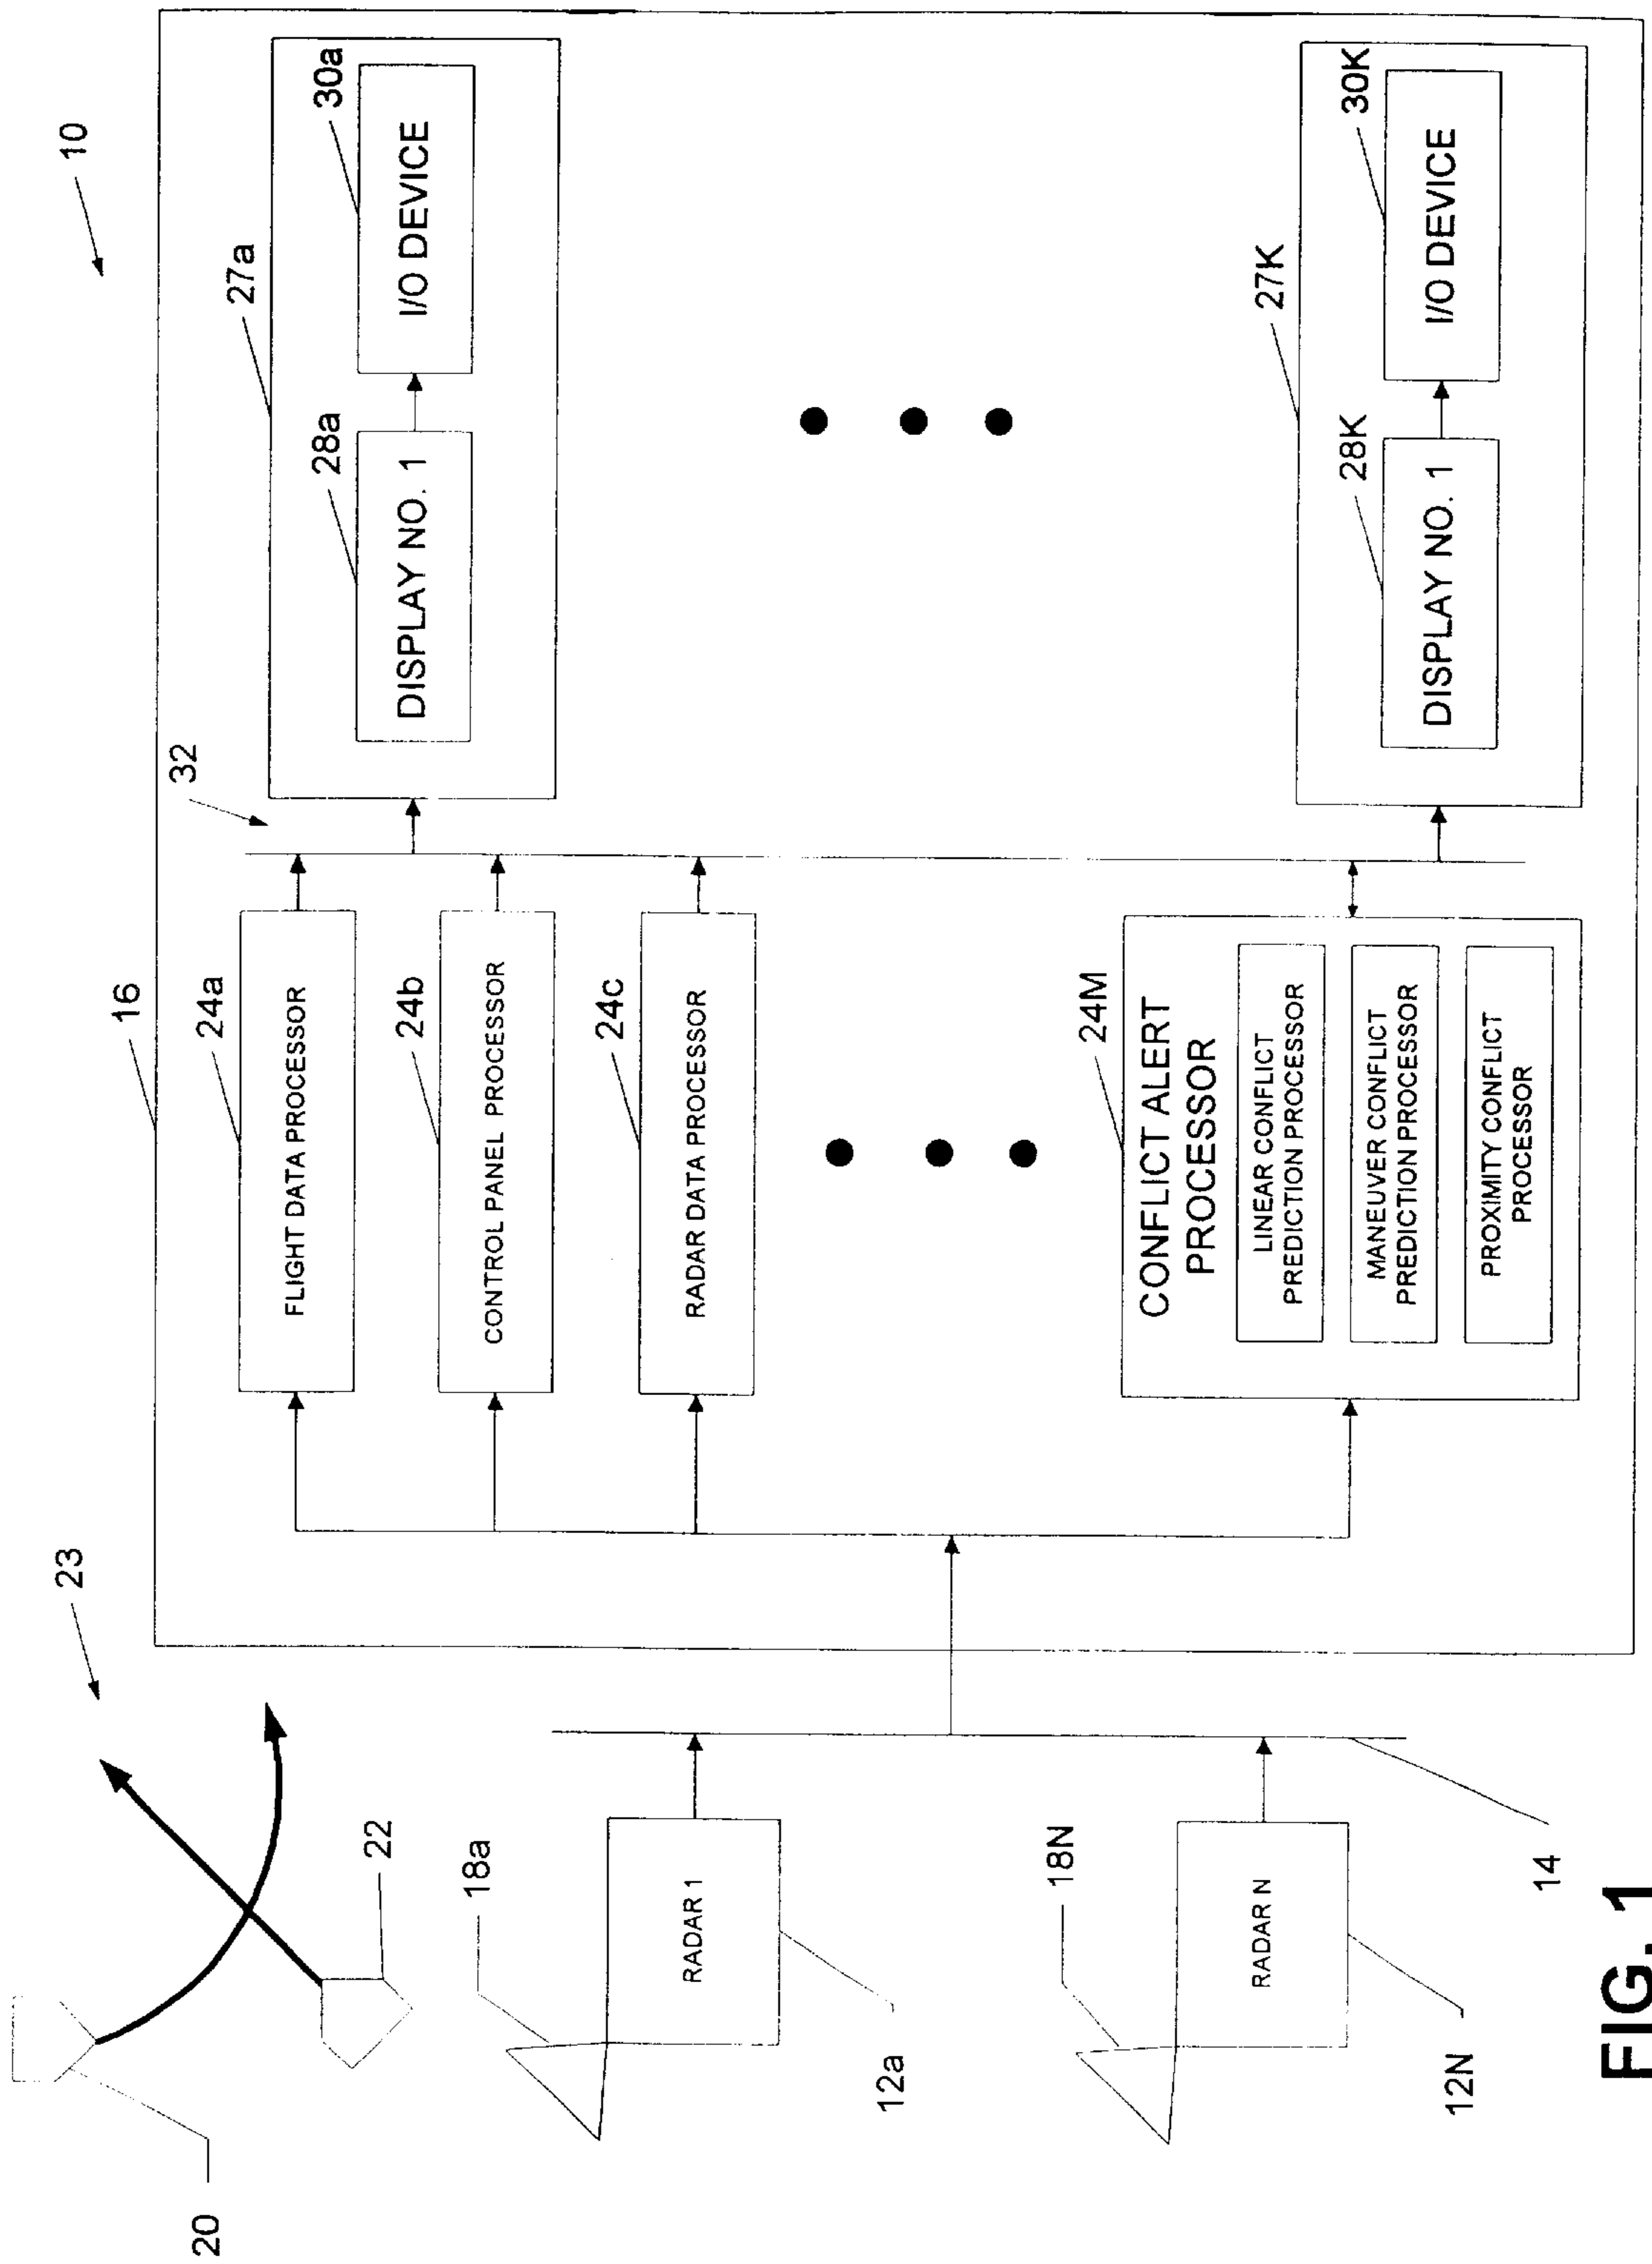 10
23
16
32
20
22
18a
RADAR 1
12a
18N
RADAR N
12N
14
24a
FLIGHT DATA PROCESSOR
24b
CONTROL PANEL PROCESSOR
24c
RADAR DATA PROCESSOR
24M
CONFLICT ALERT
PROCESSOR
LINEAR CONFLICT
PREDICTION PROCESSOR
MANEUVER CONFLICT
PREDICTION PROCESSOR
PROXIMITY CONFLICT
PROCESSOR
27a
28a
DISPLAY NO. 1
30a
I/O DEVICE
27K
28K
DISPLAY NO. 1
30K
I/O DEVICE
FIG. 1